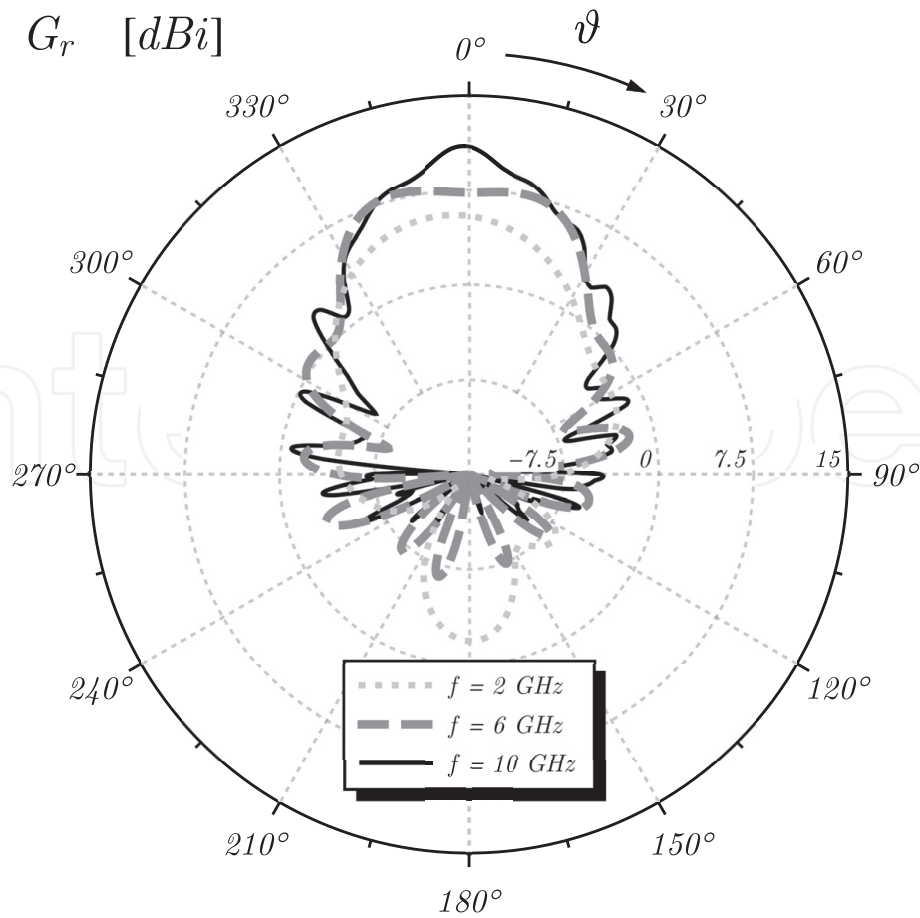 G_r [dBi]
ϑ
0°
30°
330°
60°
300°
-7.5 0 7.5 15
90°
270°
120°
240°
f = 2 GHz
f = 6 GHz
f = 10 GHz
150°
210°
180°